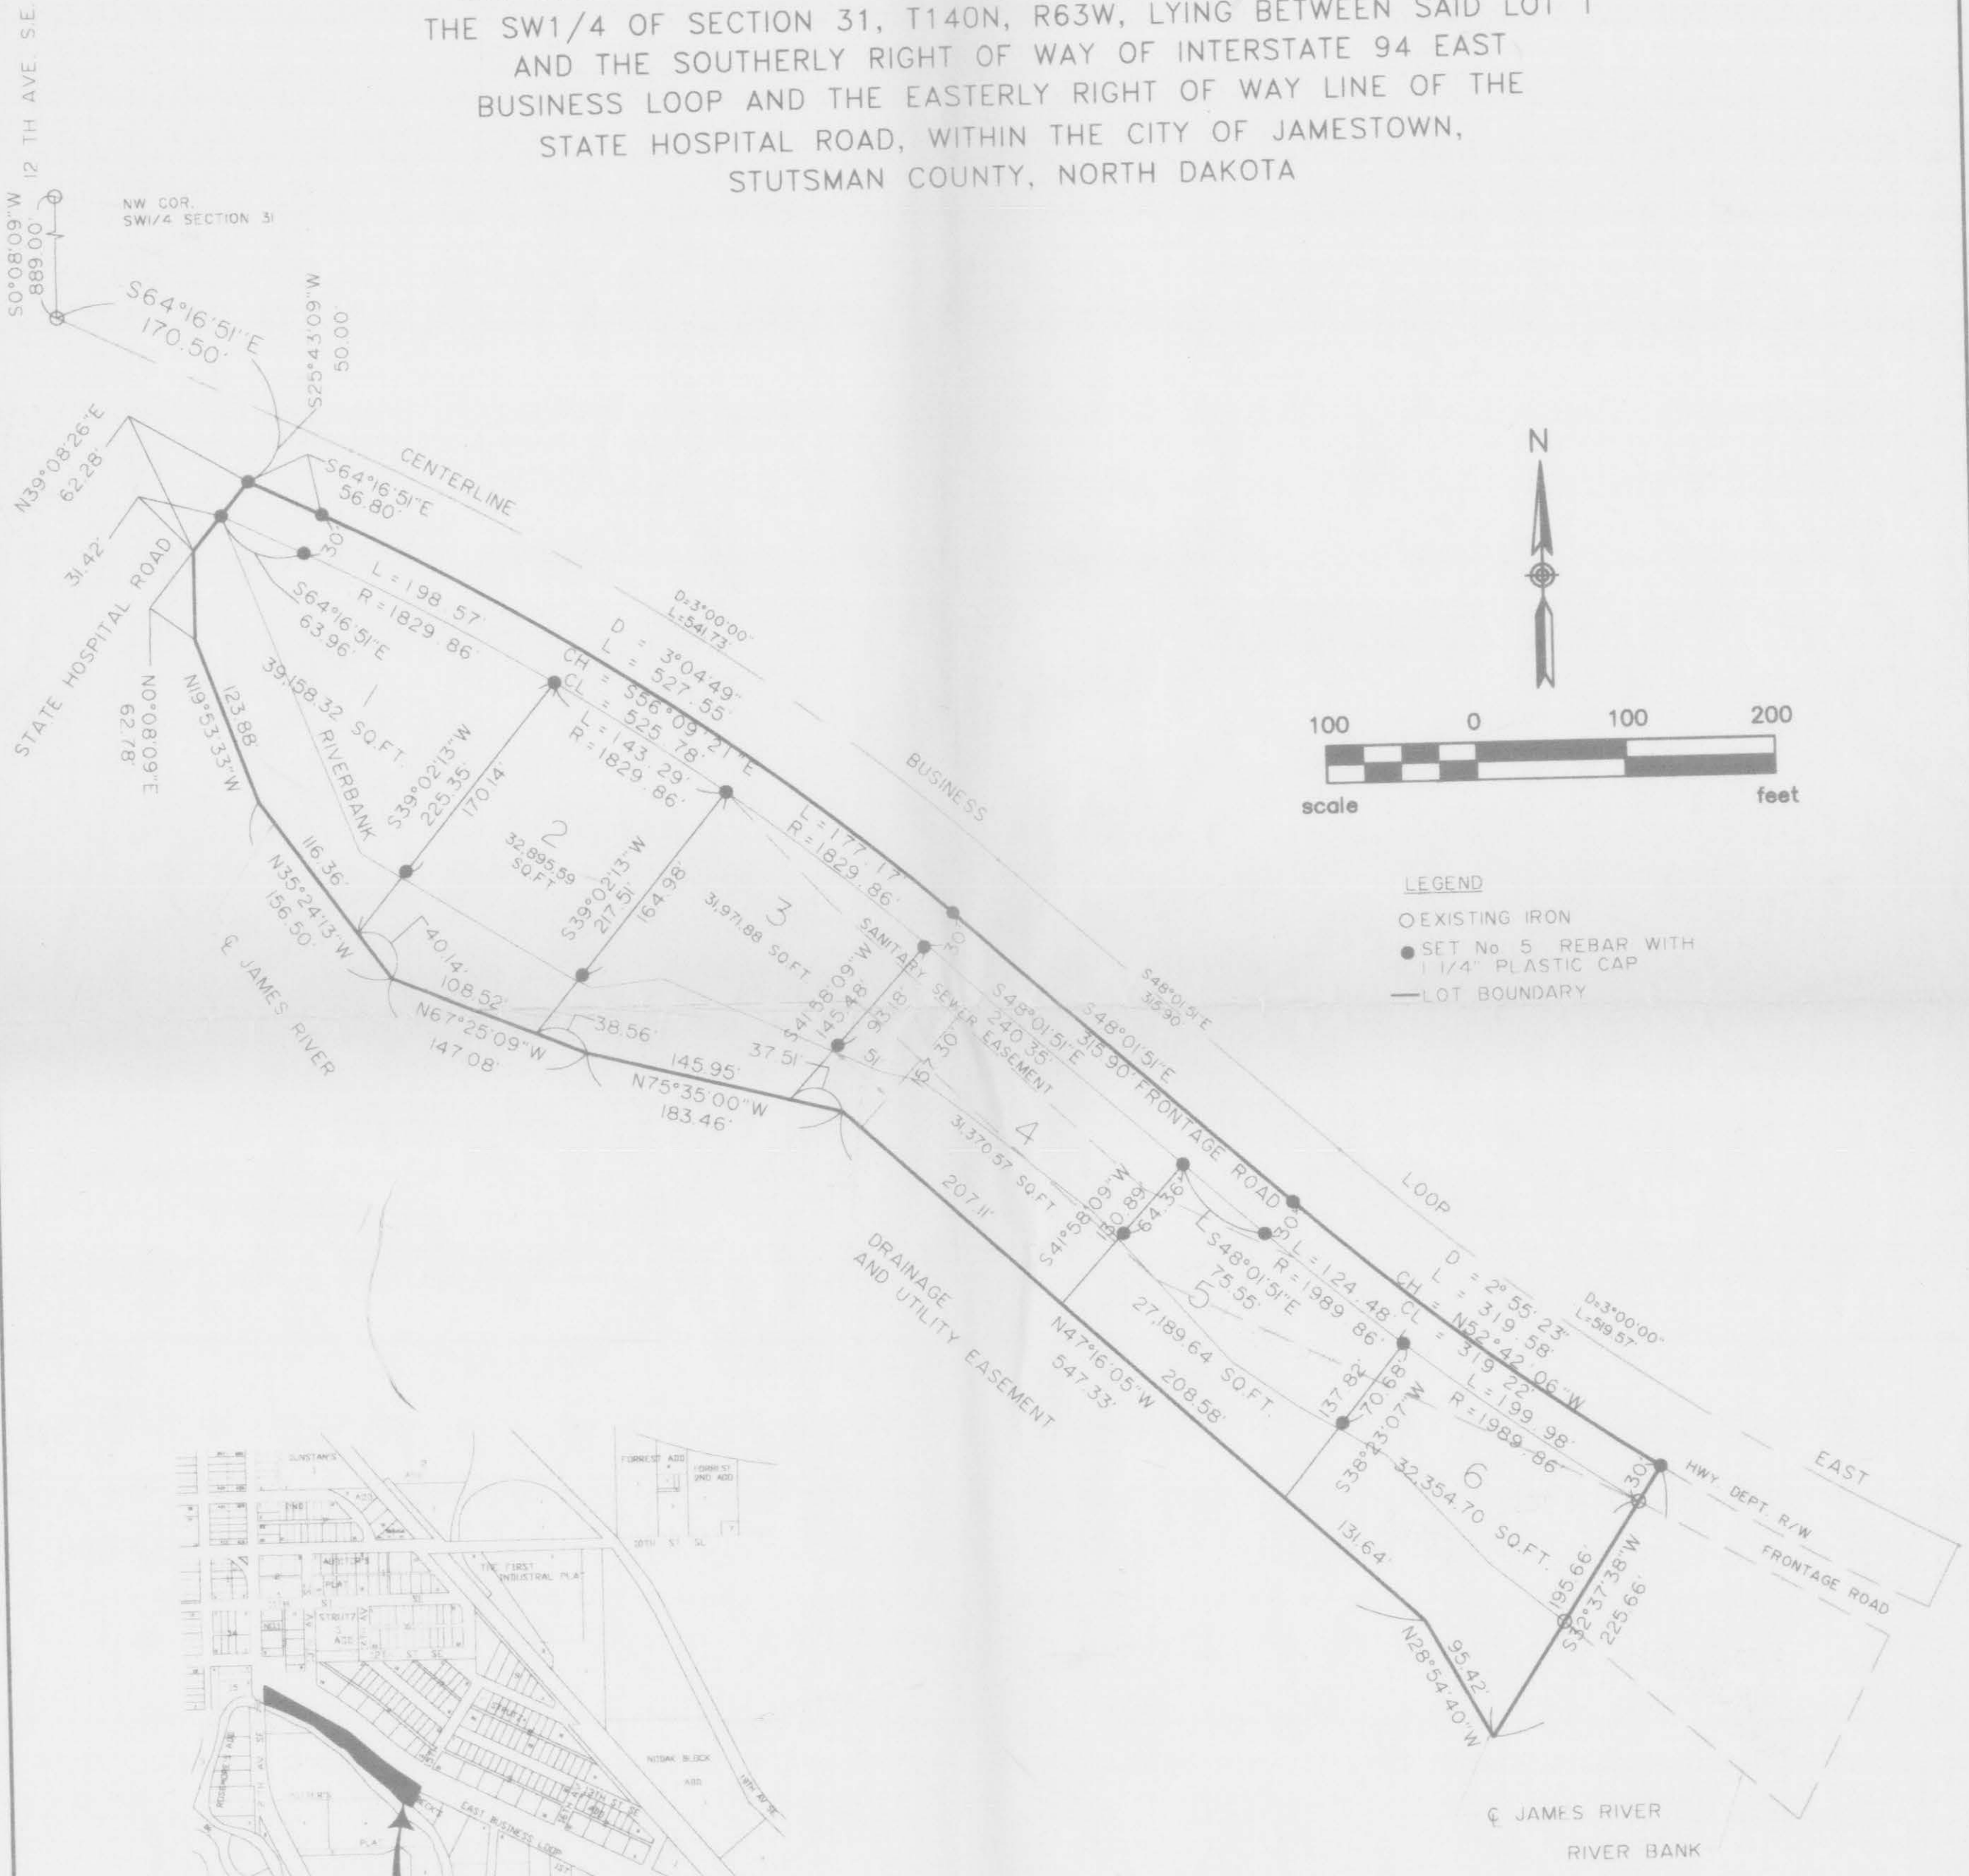 THE SW1/4 OF SECTION 31, T140N, R63W, LYING BETWEEN SAID LOT 1
AND THE SOUTHERLY RIGHT OF WAY OF INTERSTATE 94 EAST
BUSINESS LOOP AND THE EASTERLY RIGHT OF WAY LINE OF THE
STATE HOSPITAL ROAD, WITHIN THE CITY OF JAMESTOWN,
STUTSMAN COUNTY, NORTH DAKOTA
12 TH AVE. S.E.
S0°08'09"W
889.00'
NW COR.
SW1/4 SECTION 31
S64°16'51"E
170.50'
S25°43'09"W
50.00'
N39°08'26"E
62.28'
31.42'
S64°16'51"E
56.80'
CENTERLINE
30'
STATE HOSPITAL ROAD
S64°16'51"E
63.96'
L = 198.57'
R = 1829.86'
D=3°00'00"
L=541.73'
D = 3°04'49"
L = 527.55'
CH = S56°09'21"E
CL = 525.78'
L = 143.29'
R = 1829.86'
N0°08'09"E
62.78'
N19°53'33"W
123.88'
1
39,158.32 SQ.FT.
RIVERBANK
S39°02'13"W
225.35'
170.14'
2
32,895.59
SQ.FT
S39°02'13"W
217.51'
164.98'
3
31,971.88 SQ.FT
L = 177.17'
R = 1829.86'
BUSINESS
SANITARY SEWER EASEMENT
S41°58'09"W
145.48'
93.18'
30'
116.36'
N35°24'13"W
156.50'
℄ JAMES RIVER
40.14'
108.52'
N67°25'09"W
147.08'
38.56'
145.95'
N75°35'00"W
183.46'
37.51'
51'
157.30'
S48°01'51"E
240.35'
S48°01'51"E
315.90'
FRONTAGE ROAD
S48°01'51"E
315.90'
4
31,370.57 SQ.FT
207.11'
DRAINAGE
AND UTILITY EASEMENT
S41°58'09"W
130.89'
64.36'
S48°01'51"E
75.55'
30'
LOOP
5
27,189.64 SQ.FT.
L = 124.48'
R = 1989.86'
D = 2°55'23"
L = 319.58'
CH = N52°42'06"W
CL = 319.22'
D=3°00'00"
L=519.57'
L = 199.98'
R = 1989.86'
N47°16'05"W
547.33'
208.58'
137.82'
70.68'
S38°23'07"W
6
32,354.70 SQ.FT.
30'
HWY. DEPT. R/W
EAST
FRONTAGE ROAD
131.64'
195.66'
S32°37'38"W
225.66'
N28°54'40"W
95.42'
℄ JAMES RIVER
RIVER BANK
N
100 0 100 200
scale feet
LEGEND
EXISTING IRON
SET No. 5 REBAR WITH
1 1/4" PLASTIC CAP
LOT BOUNDARY
FORREST ADD
FORREST
2ND ADD
10TH ST SE
THE FIRST
INDUSTRIAL PLAT
NODAK BLOCK
ADD
EAST BUSINESS LOOP
12TH ST SE